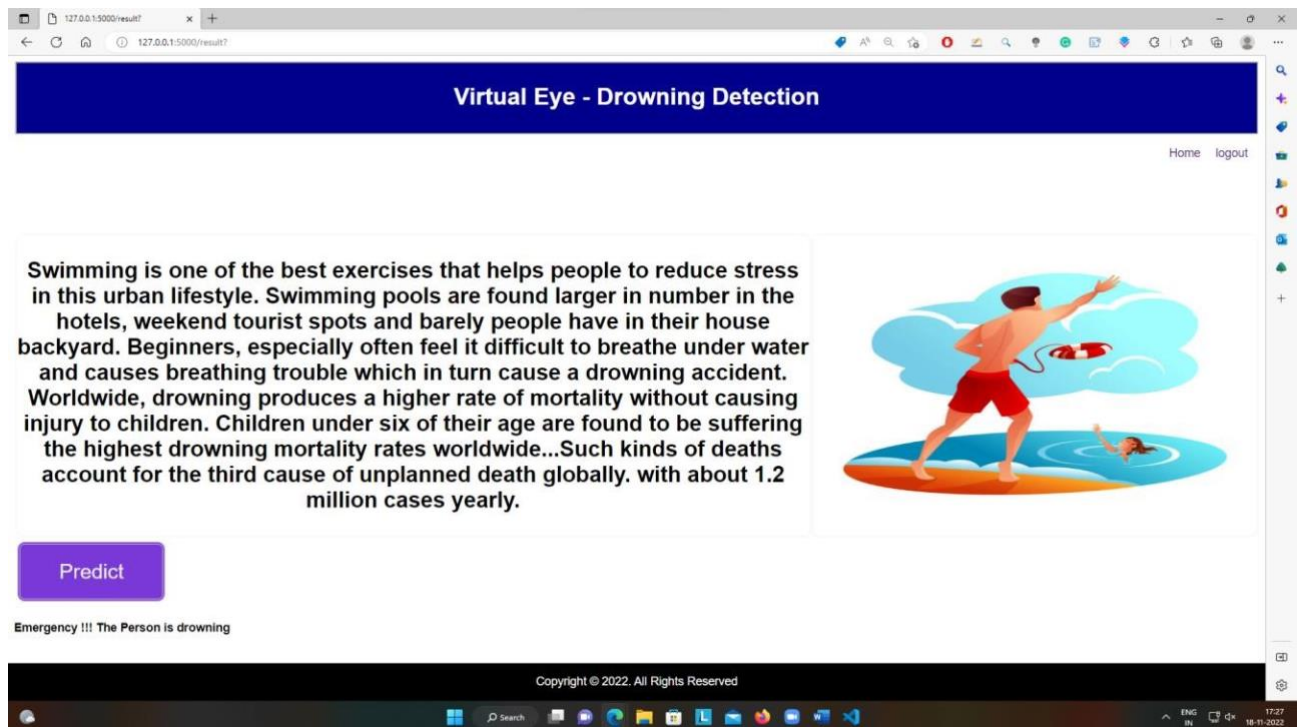 127.0.0.1:5000/result?
127.0.0.1:5000/result?
Virtual Eye - Drowning Detection
Home logout
Swimming is one of the best exercises that helps people to reduce stress
in this urban lifestyle. Swimming pools are found larger in number in the
hotels, weekend tourist spots and barely people have in their house
backyard. Beginners, especially often feel it difficult to breathe under water
and causes breathing trouble which in turn cause a drowning accident.
Worldwide, drowning produces a higher rate of mortality without causing
injury to children. Children under six of their age are found to be suffering
the highest drowning mortality rates worldwide...Such kinds of deaths
account for the third cause of unplanned death globally. with about 1.2
million cases yearly.
Predict
Emergency !!! The Person is drowning
Copyright © 2022. All Rights Reserved
Search
ENG
IN
17:27
18-11-2022